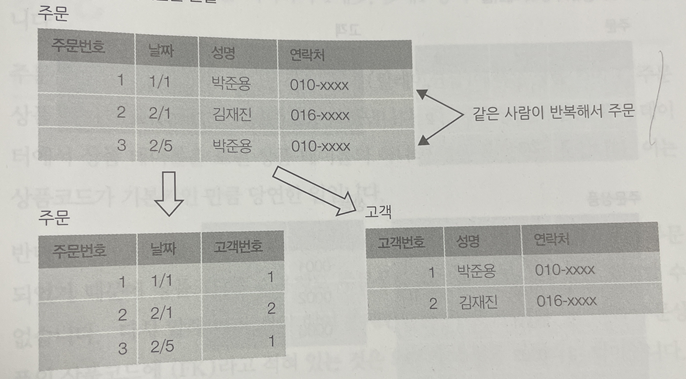 주문
주문번호 날짜 성명 연락처
1 1/1 박준용 010-xxxx
2 2/1 김재진 016-xxxx
3 2/5 박준용 010-xxxx
같은 사람이 반복해서 주문
주문
주문번호 날짜 고객번호
1 1/1 1
2 2/1 2
3 2/5 1
고객
고객번호 성명 연락처
1 박준용 010-xxxx
2 김재진 016-xxxx